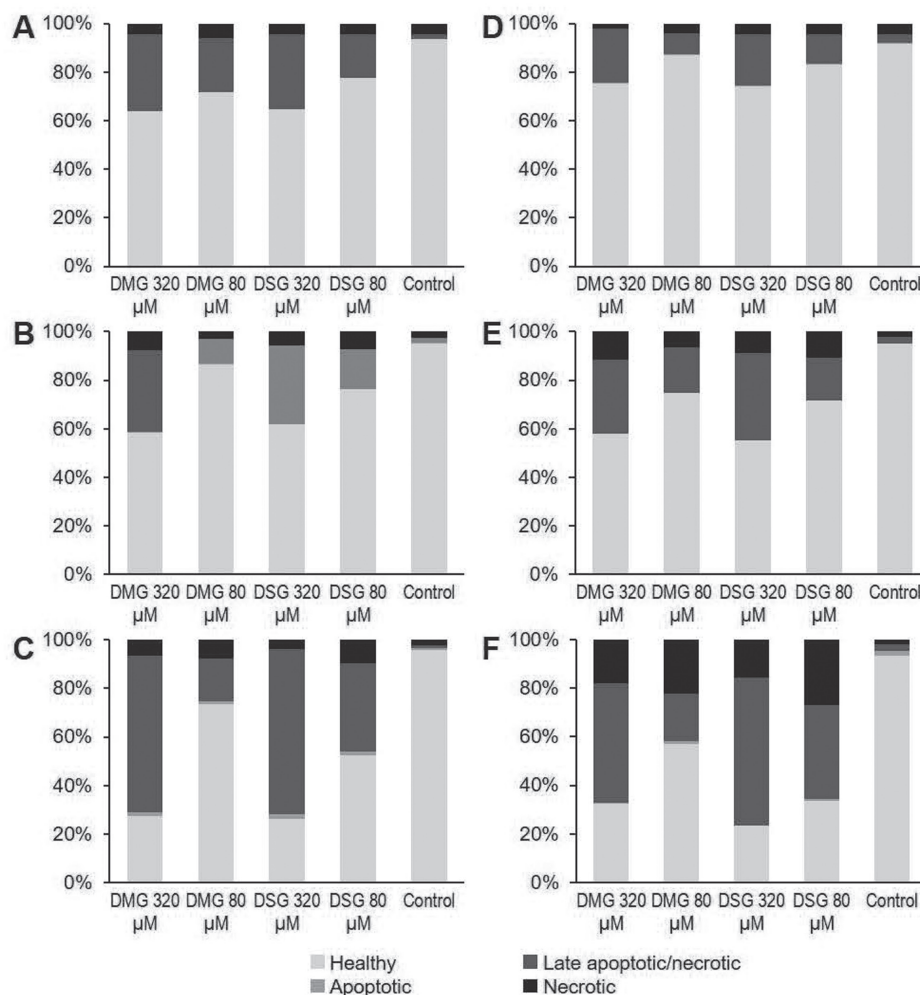 A
100%
80%
60%
40%
20%
0%
DMG 320 µM
DMG 80 µM
DSG 320 µM
DSG 80 µM
Control
D
100%
80%
60%
40%
20%
0%
DMG 320 µM
DMG 80 µM
DSG 320 µM
DSG 80 µM
Control
B
100%
80%
60%
40%
20%
0%
DMG 320 µM
DMG 80 µM
DSG 320 µM
DSG 80 µM
Control
E
100%
80%
60%
40%
20%
0%
DMG 320 µM
DMG 80 µM
DSG 320 µM
DSG 80 µM
Control
C
100%
80%
60%
40%
20%
0%
DMG 320 µM
DMG 80 µM
DSG 320 µM
DSG 80 µM
Control
F
100%
80%
60%
40%
20%
0%
DMG 320 µM
DMG 80 µM
DSG 320 µM
DSG 80 µM
Control
Healthy
Apoptotic
Late apoptotic/necrotic
Necrotic